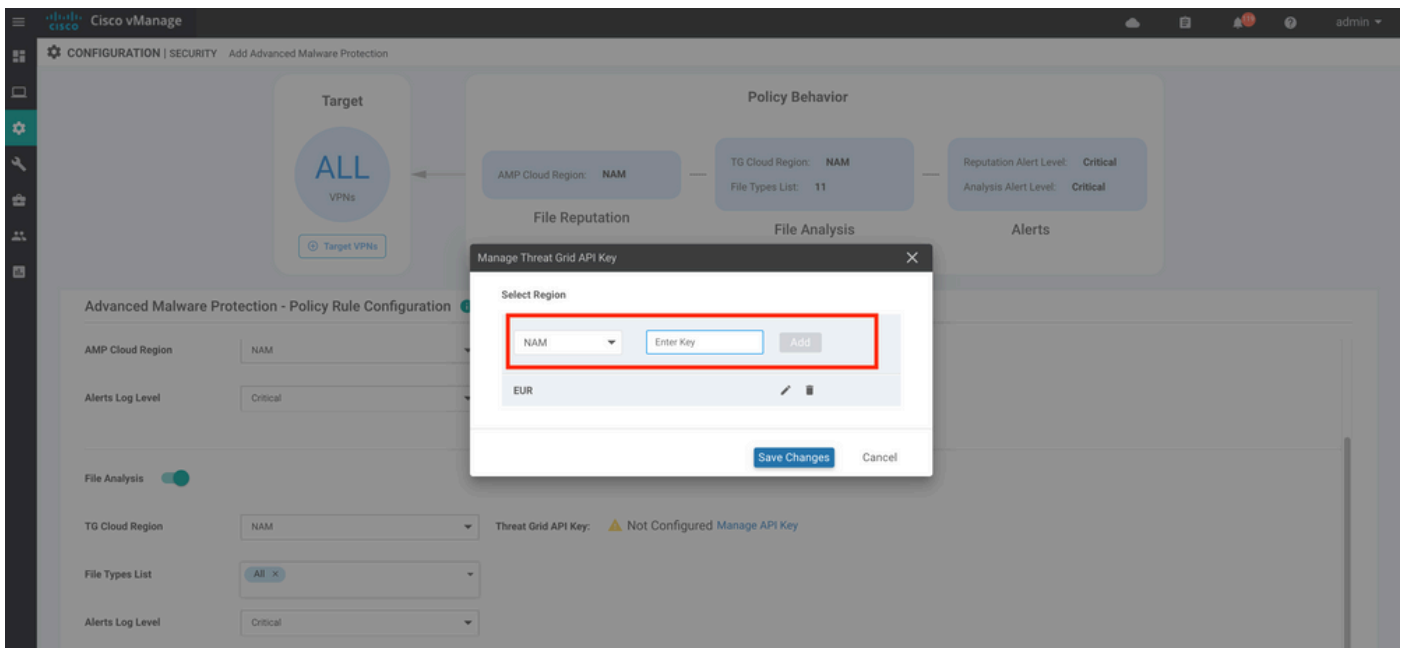 cisco Cisco vManage admin
CONFIGURATION | SECURITY Add Advanced Malware Protection
Target
Policy Behavior
ALL
VPNs
Target VPNs
AMP Cloud Region: NAM
File Reputation
TG Cloud Region: NAM
File Types List: 11
File Analysis
Reputation Alert Level: Critical
Analysis Alert Level: Critical
Alerts
Manage Threat Grid API Key
Select Region
NAM Enter Key Add
EUR
Save Changes Cancel
Advanced Malware Protection - Policy Rule Configuration
AMP Cloud Region NAM
Alerts Log Level Critical
File Analysis
TG Cloud Region NAM Threat Grid API Key: Not Configured Manage API Key
File Types List All ×
Alerts Log Level Critical